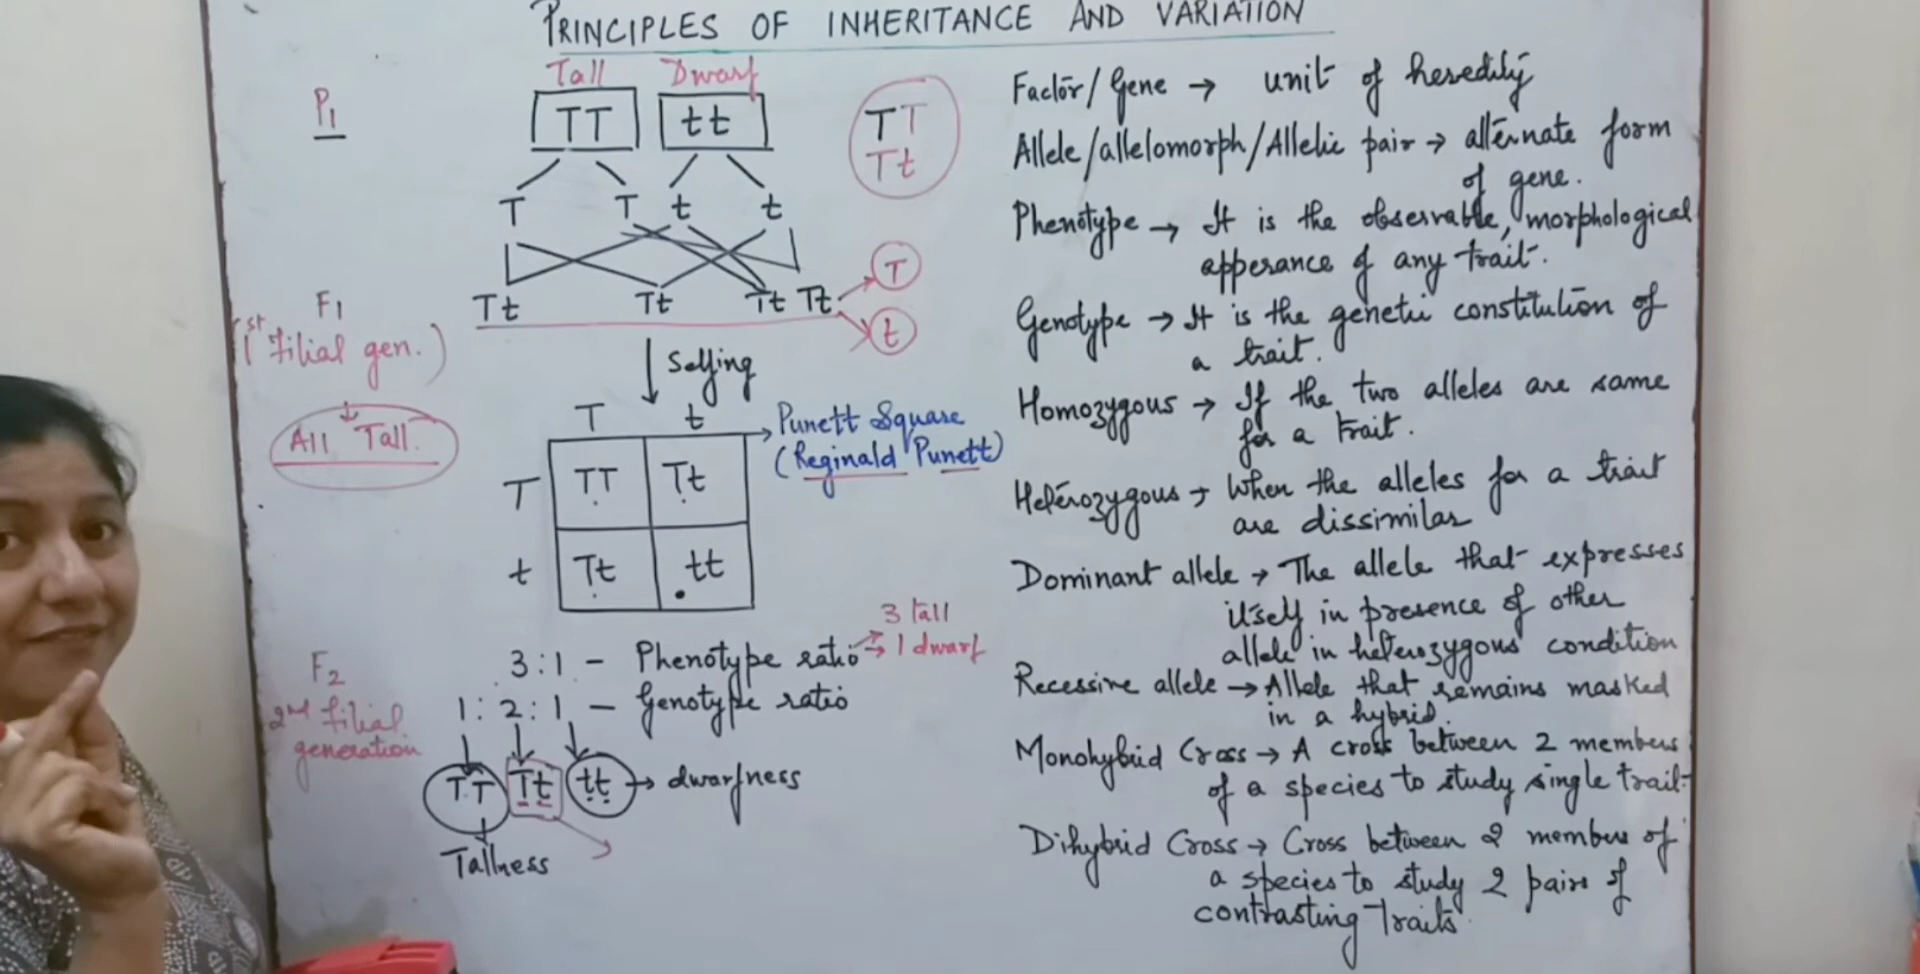 PRINCIPLES OF INHERITANCE AND VARIATION
Tall Dwarf
P1
TT tt
TT
Tt
T T t t
T
t
F1
(1st filial gen.)
Tt Tt Tt Tt
All Tall.
Selfing
T t
Punett Square
(Reginald Punett)
T TT Tt
t Tt tt
3 tall
1 dwarf
F2
2nd filial
generation
3:1 - Phenotype ratio
1:2:1 - Genotype ratio
TT Tt tt → dwarfness
Tallness
Factor/Gene → unit of heredity
Allele/allelomorph/Allelic pair → alternate form
of gene.
Phenotype → It is the observable, morphological
apperance of any trait.
Genotype → It is the genetic constitution of
a trait.
Homozygous → If the two alleles are same
for a trait.
Heterozygous → When the alleles for a trait
are dissimilar
Dominant allele → The allele that expresses
itself in presence of other
allele in heterozygous condition
Recessive allele → Allele that remains masked
in a hybrid.
Monohybrid Cross → A cross between 2 members
of a species to study single trait.
Dihybrid Cross → Cross between 2 members of
a species to study 2 pairs of
contrasting traits.